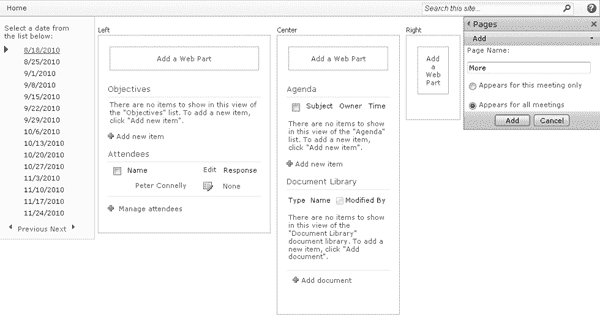 Home
Search this site...
Select a date from
the list below:
8/18/2010
8/25/2010
9/1/2010
9/8/2010
9/15/2010
9/22/2010
9/29/2010
10/6/2010
10/13/2010
10/20/2010
10/27/2010
11/3/2010
11/10/2010
11/17/2010
11/24/2010
Previous Next
Left
Add a Web Part
Objectives
There are no items to show in this view of
the "Objectives" list. To add a new item,
click "Add new item".
Add new item
Attendees
Name Edit Response
Peter Connelly None
Manage attendees
Center
Add a Web Part
Agenda
Subject Owner Time
There are no items to show
in this view of the "Agenda"
list. To add a new item, click
"Add new item".
Add new item
Document Library
Type Name Modified By
There are no items to show
in this view of the
"Document Library"
document library. To add a
new item, click "Add
document".
Add document
Right
Add
a
Web
Part
Pages
Add
Page Name:
More
Appears for this meeting only
Appears for all meetings
Add Cancel